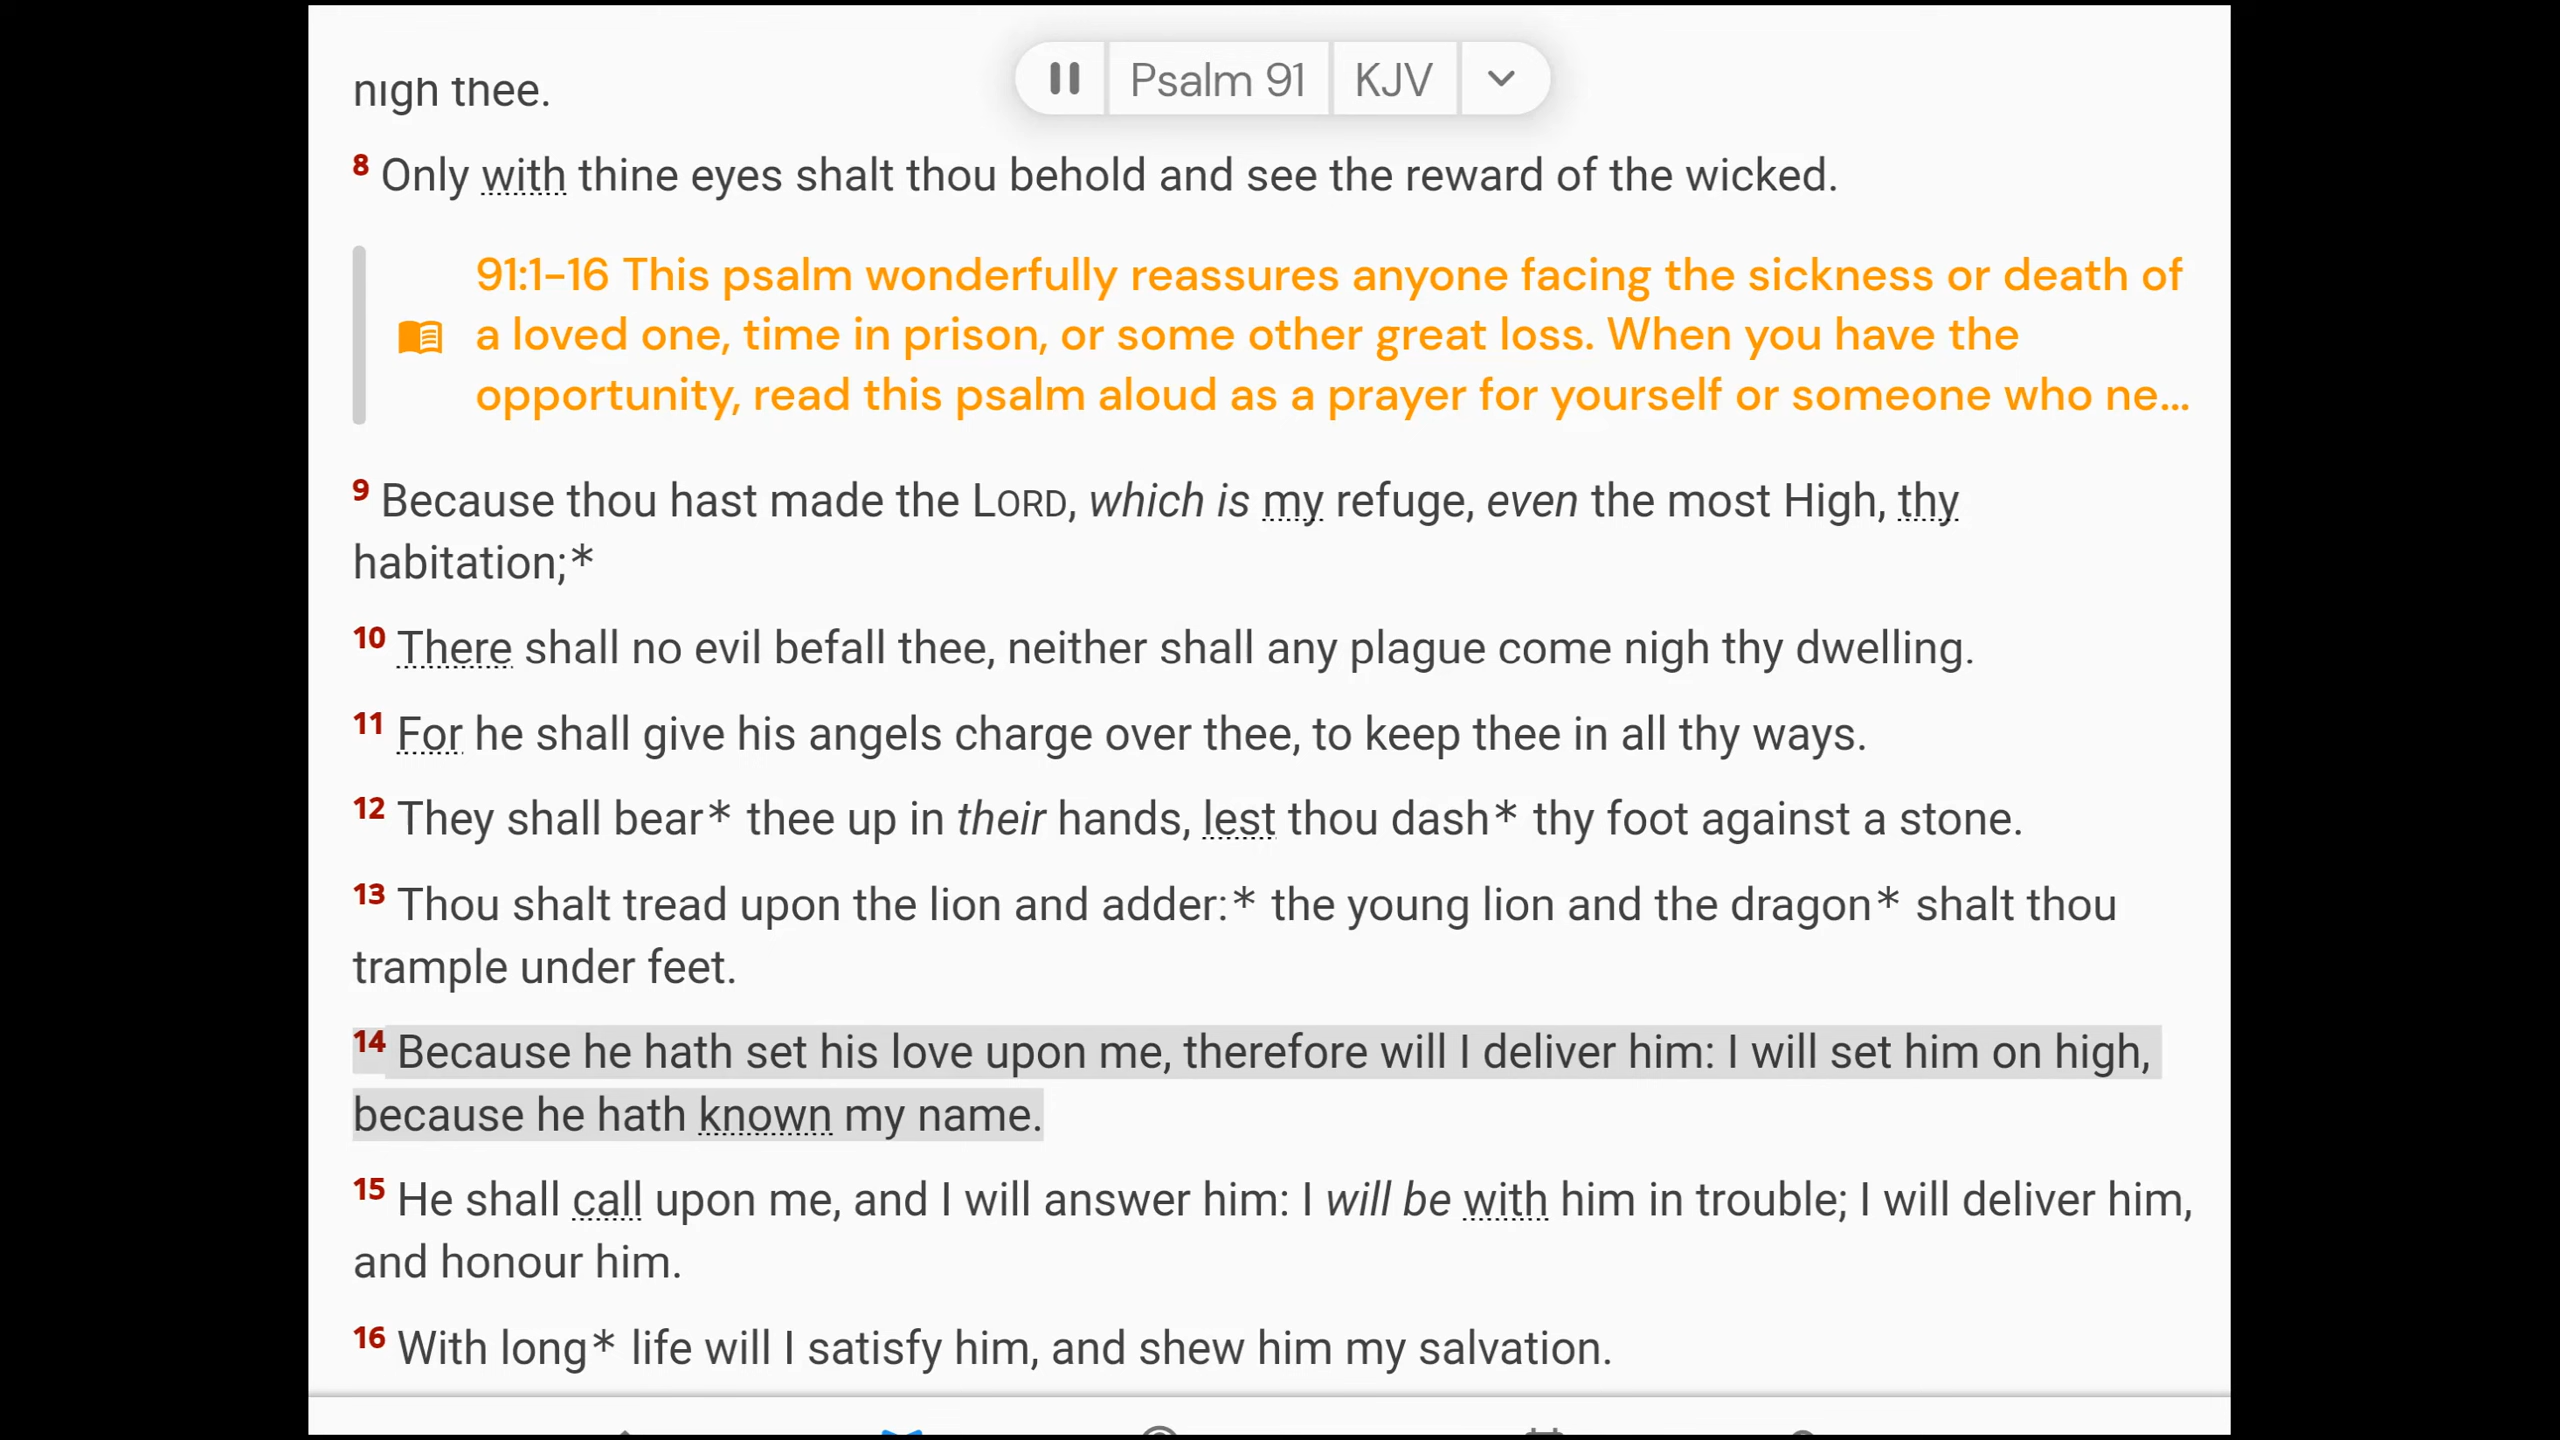 nigh thee.
Psalm 91 KJV
8 Only with thine eyes shalt thou behold and see the reward of the wicked.
91:1-16 This psalm wonderfully reassures anyone facing the sickness or death of
a loved one, time in prison, or some other great loss. When you have the
opportunity, read this psalm aloud as a prayer for yourself or someone who ne...
9 Because thou hast made the LORD, which is my refuge, even the most High, thy
habitation;*
10 There shall no evil befall thee, neither shall any plague come nigh thy dwelling.
11 For he shall give his angels charge over thee, to keep thee in all thy ways.
12 They shall bear* thee up in their hands, lest thou dash* thy foot against a stone.
13 Thou shalt tread upon the lion and adder:* the young lion and the dragon* shalt thou
trample under feet.
14 Because he hath set his love upon me, therefore will I deliver him: I will set him on high,
because he hath known my name.
15 He shall call upon me, and I will answer him: I will be with him in trouble; I will deliver him,
and honour him.
16 With long* life will I satisfy him, and shew him my salvation.